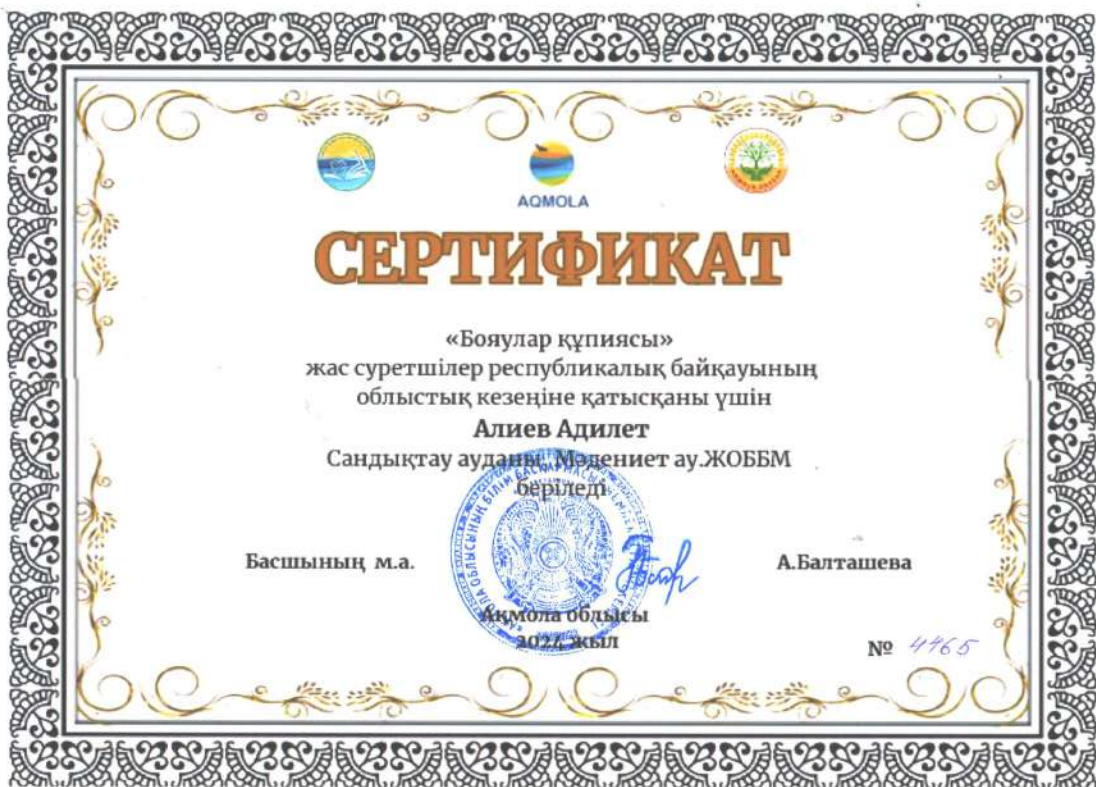 AQMOLA
СЕРТИФИКАТ
«Бояулар құпиясы»
жас суретшілер республикалық байқауының
облыстық кезеңіне қатысқаны үшін
Алиев Адилет
Сандықтау ауданы, Мәдениет ау.ЖОББМ
беріледі
Басшының м.а.
А.Балташева
Ақмола облысы
2024 жыл
№ 4465